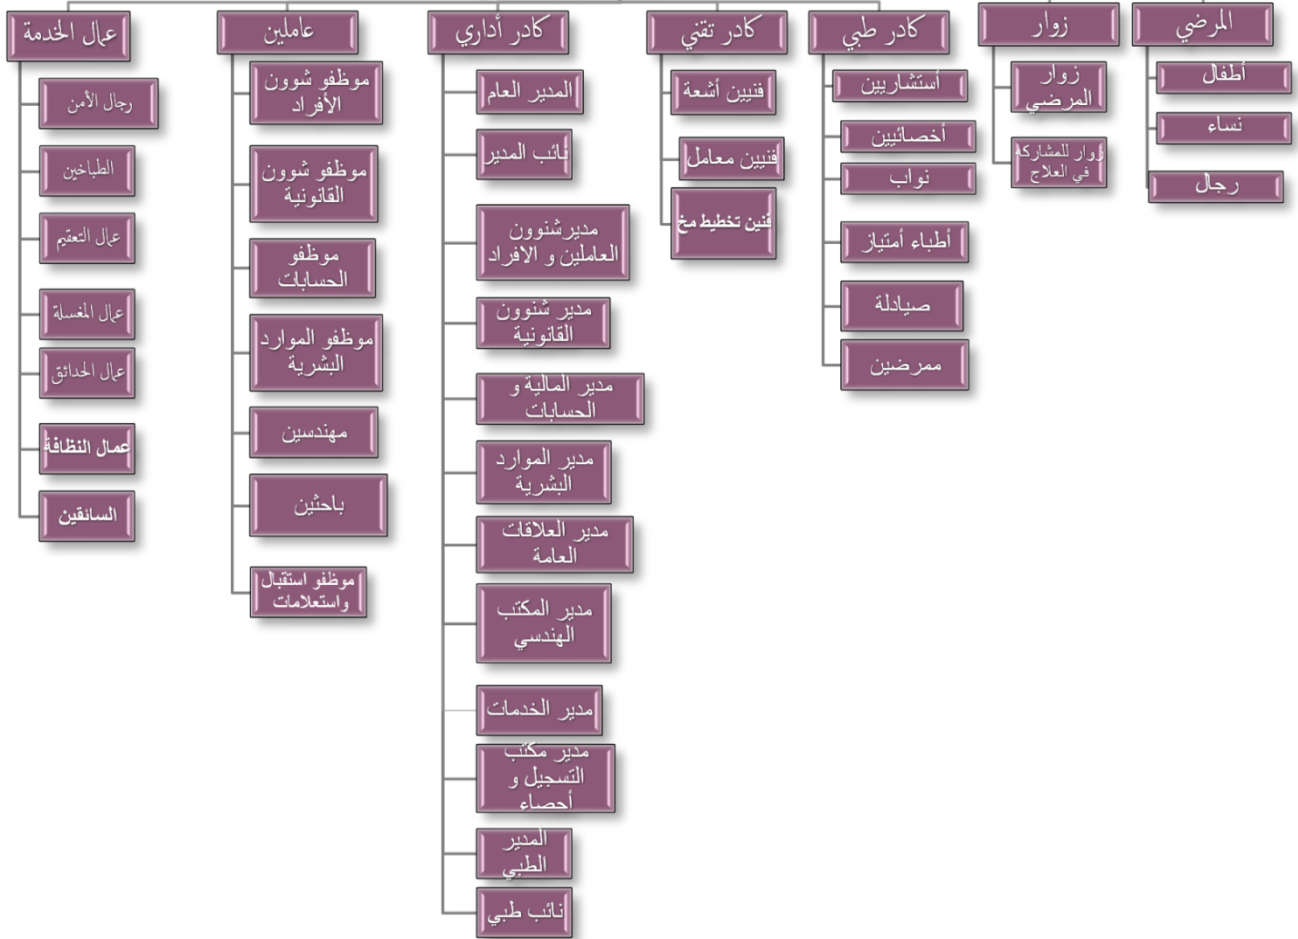 المرضي
أطفال
نساء
رجال
زوار
زوار
المرضي
زوار للمشاركة
في العلاج
كادر طبي
أستشاريين
أخصائيين
نواب
أطباء أمتياز
صيادلة
ممرضين
كادر تقني
فنيين أشعة
فنيين معامل
فنين تخطيط مخ
كادر أداري
المدير العام
نائب المدير
مدير شنوون
العاملين و الافراد
مدير شنوون
القانونية
مدير المالية و
الحسابات
مدير الموارد
البشرية
مدير العلاقات
العامة
مدير المكتب
الهندسي
مدير الخدمات
مدير مكتب
التسجيل و
أحصاء
المدير
الطبي
نائب طبي
عاملين
موظفو شوون
الأفراد
موظفو شوون
القانونية
موظفو
الحسابات
موظفو الموارد
البشرية
مهندسين
باحثين
موظفو استقبال
واستعلامات
عمال الخدمة
رجال الأمن
الطباخين
عمال التعقيم
عمال المغسلة
عمال الحدائق
عمال النظافة
السائقين